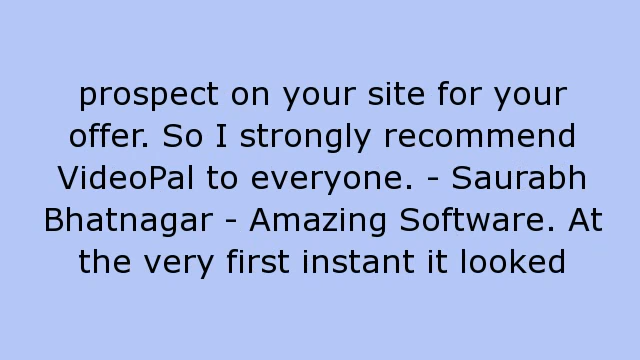 prospect on your site for your
offer. So I strongly recommend
VideoPal to everyone. - Saurabh
Bhatnagar - Amazing Software. At
the very first instant it looked